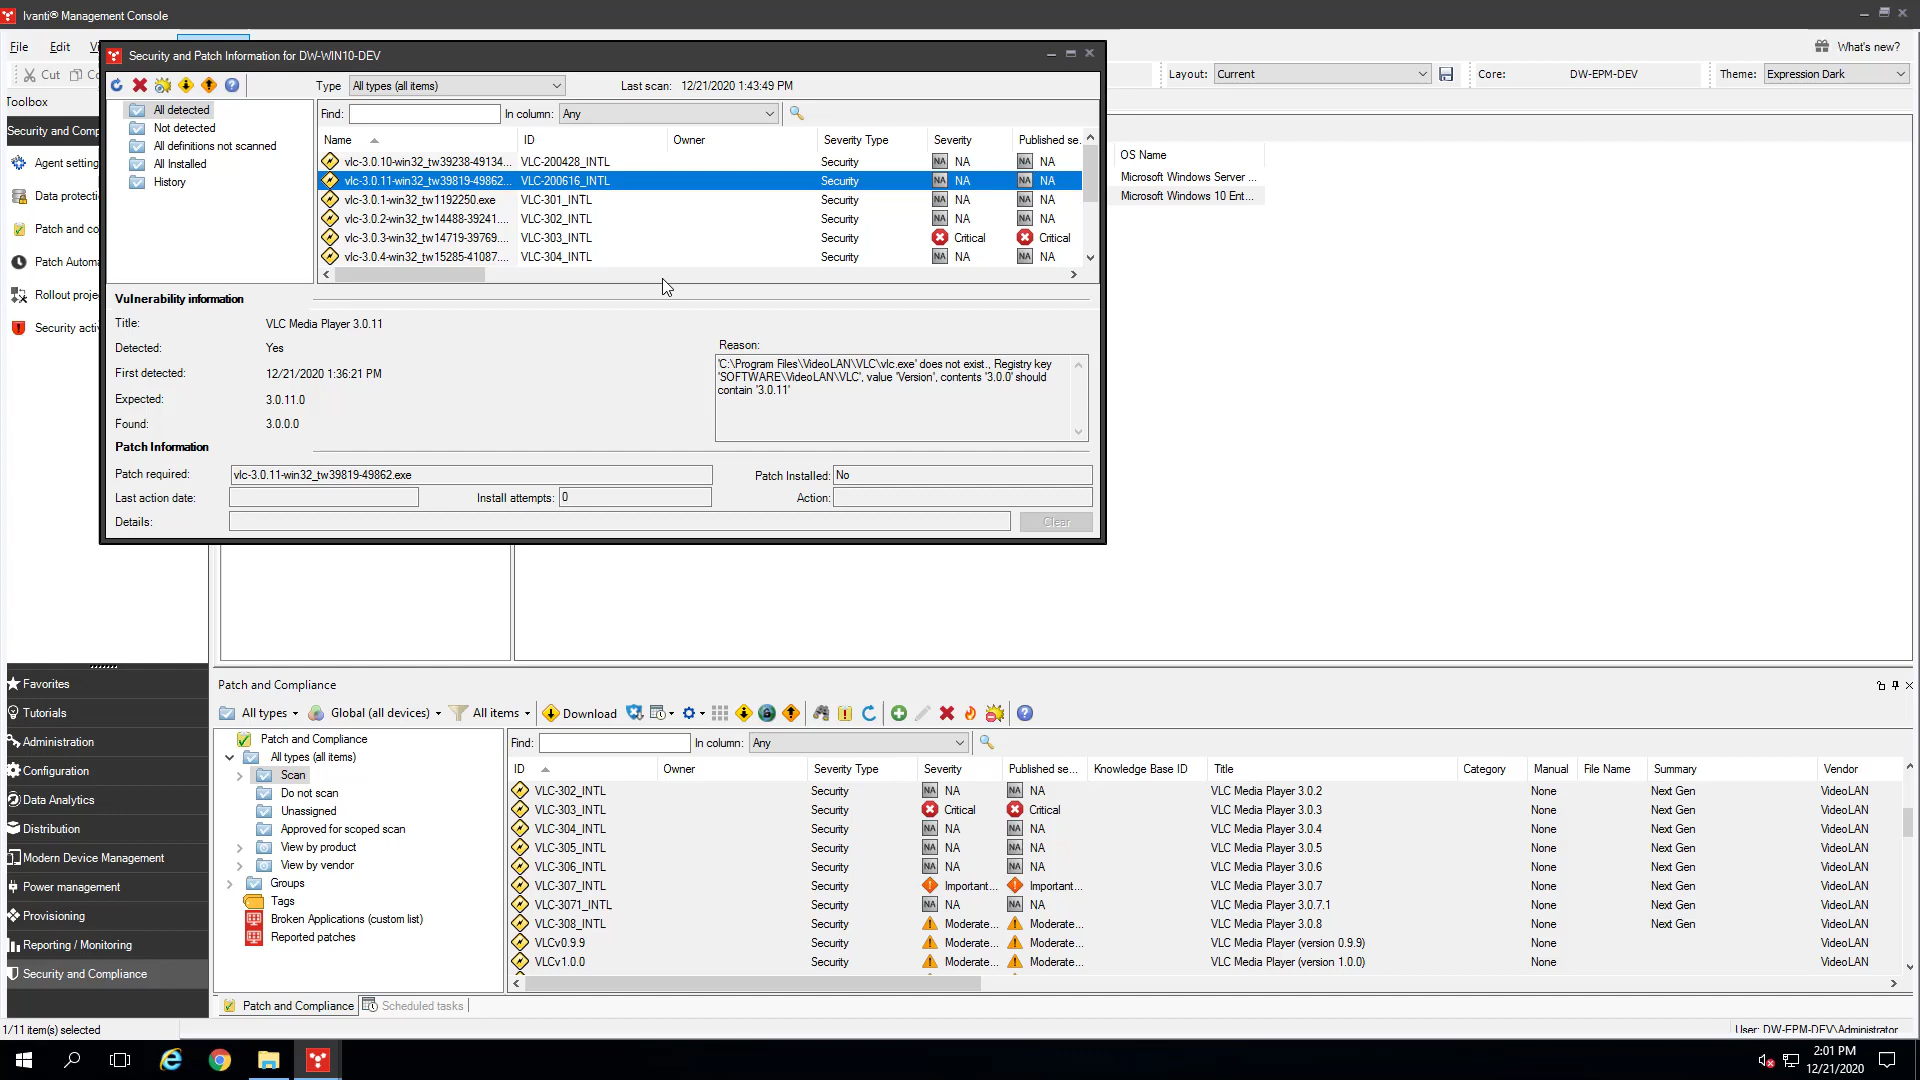 Ivanti® Management Console
File Edit V
What's new?
Cut Co
Layout: Current
Core: DW-EPM-DEV
Theme: Expression Dark
Toolbox
Security and Comp
Agent setting
Data protecti
Patch and co
Patch Automa
Rollout proje
Security activ
Security and Patch Information for DW-WIN10-DEV
Type All types (all items) Last scan: 12/21/2020 1:43:49 PM
All detected
Not detected
All definitions not scanned
All Installed
History
Find: In column: Any
Name ID Owner Severity Type Severity Published se.
vlc-3.0.10-win32_tw39238-49134... VLC-200428_INTL Security NA NA NA NA
vlc-3.0.11-win32_tw39819-49862... VLC-200616_INTL Security NA NA NA NA
vlc-3.0.1-win32_tw1192250.exe VLC-301_INTL Security NA NA NA NA
vlc-3.0.2-win32_tw14488-39241.... VLC-302_INTL Security NA NA NA NA
vlc-3.0.3-win32_tw14719-39769.... VLC-303_INTL Security Critical Critical
vlc-3.0.4-win32_tw15285-41087.... VLC-304_INTL Security NA NA NA NA
OS Name
Microsoft Windows Server ...
Microsoft Windows 10 Ent...
Vulnerability information
Title: VLC Media Player 3.0.11
Detected: Yes
First detected: 12/21/2020 1:36:21 PM
Expected: 3.0.11.0
Found: 3.0.0.0
Reason:
'C:\Program Files\VideoLAN\VLC\vlc.exe' does not exist., Registry key
'SOFTWARE\VideoLAN\VLC', value 'Version', contents '3.0.0' should
contain '3.0.11'
Patch Information
Patch required: vlc-3.0.11-win32_tw39819-49862.exe Patch Installed: No
Last action date: Install attempts: 0 Action:
Details: Clear
Favorites
Tutorials
Administration
Configuration
Data Analytics
Distribution
Modern Device Management
Power management
Provisioning
Reporting / Monitoring
Security and Compliance
Patch and Compliance
All types Global (all devices) All items Download
Patch and Compliance
All types (all items)
Scan
Do not scan
Unassigned
Approved for scoped scan
View by product
View by vendor
Groups
Tags
Broken Applications (custom list)
Reported patches
Find: In column: Any
ID Owner Severity Type Severity Published se... Knowledge Base ID Title Category Manual File Name Summary Vendor
VLC-302_INTL Security NA NA NA NA VLC Media Player 3.0.2 None Next Gen VideoLAN
VLC-303_INTL Security Critical Critical VLC Media Player 3.0.3 None Next Gen VideoLAN
VLC-304_INTL Security NA NA NA NA VLC Media Player 3.0.4 None Next Gen VideoLAN
VLC-305_INTL Security NA NA NA NA VLC Media Player 3.0.5 None Next Gen VideoLAN
VLC-306_INTL Security NA NA NA NA VLC Media Player 3.0.6 None Next Gen VideoLAN
VLC-307_INTL Security Important... Important... VLC Media Player 3.0.7 None Next Gen VideoLAN
VLC-3071_INTL Security NA NA NA NA VLC Media Player 3.0.7.1 None Next Gen VideoLAN
VLC-308_INTL Security Moderate... Moderate... VLC Media Player 3.0.8 None Next Gen VideoLAN
VLCv0.9.9 Security Moderate... Moderate... VLC Media Player (version 0.9.9) None VideoLAN
VLCv1.0.0 Security Moderate... Moderate... VLC Media Player (version 1.0.0) None VideoLAN
Patch and Compliance Scheduled tasks
1/11 item(s) selected
User: DW-EPM-DEV\Administrator
2:01 PM
12/21/2020